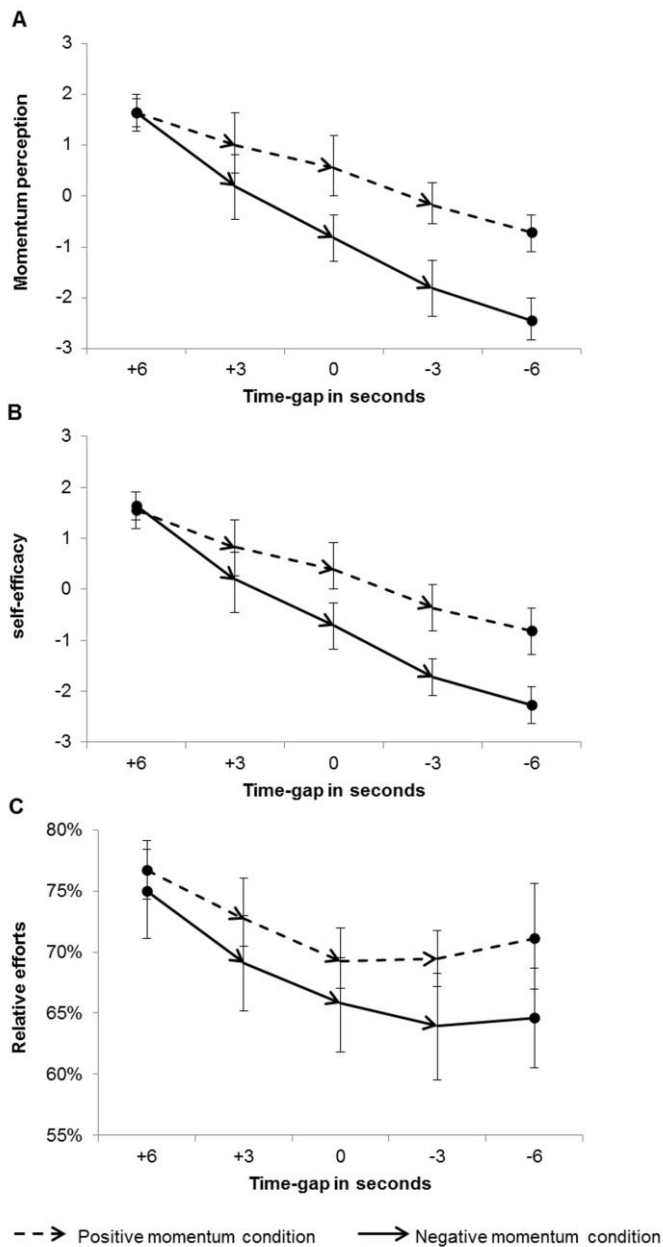 A
Momentum perception
3
2
1
0
-1
-2
-3
+6 +3 0 -3 -6
Time-gap in seconds
B
self-efficacy
3
2
1
0
-1
-2
-3
+6 +3 0 -3 -6
Time-gap in seconds
C
Relative efforts
80%
75%
70%
65%
60%
55%
+6 +3 0 -3 -6
Time-gap in seconds
Positive momentum condition Negative momentum condition